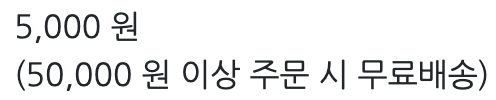 5,000 원
(50,000 원 이상 주문 시 무료배송)